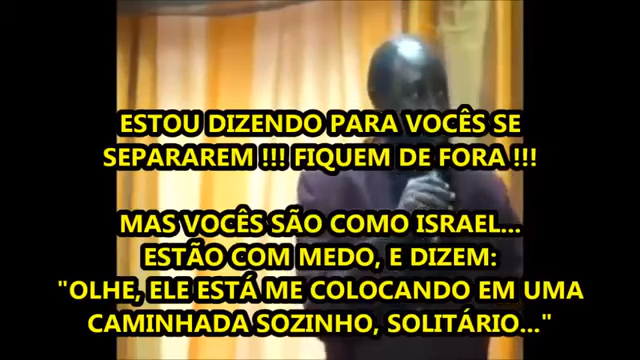 ESTOU DIZENDO PARA VOCÊS SE
SEPARAREM !!! FIQUEM DE FORA !!!
MAS VOCÊS SÃO COMO ISRAEL...
ESTÃO COM MEDO, E DIZEM:
"OLHE, ELE ESTÁ ME COLOCANDO EM UMA
CAMINHADA SOZINHO, SOLITÁRIO..."